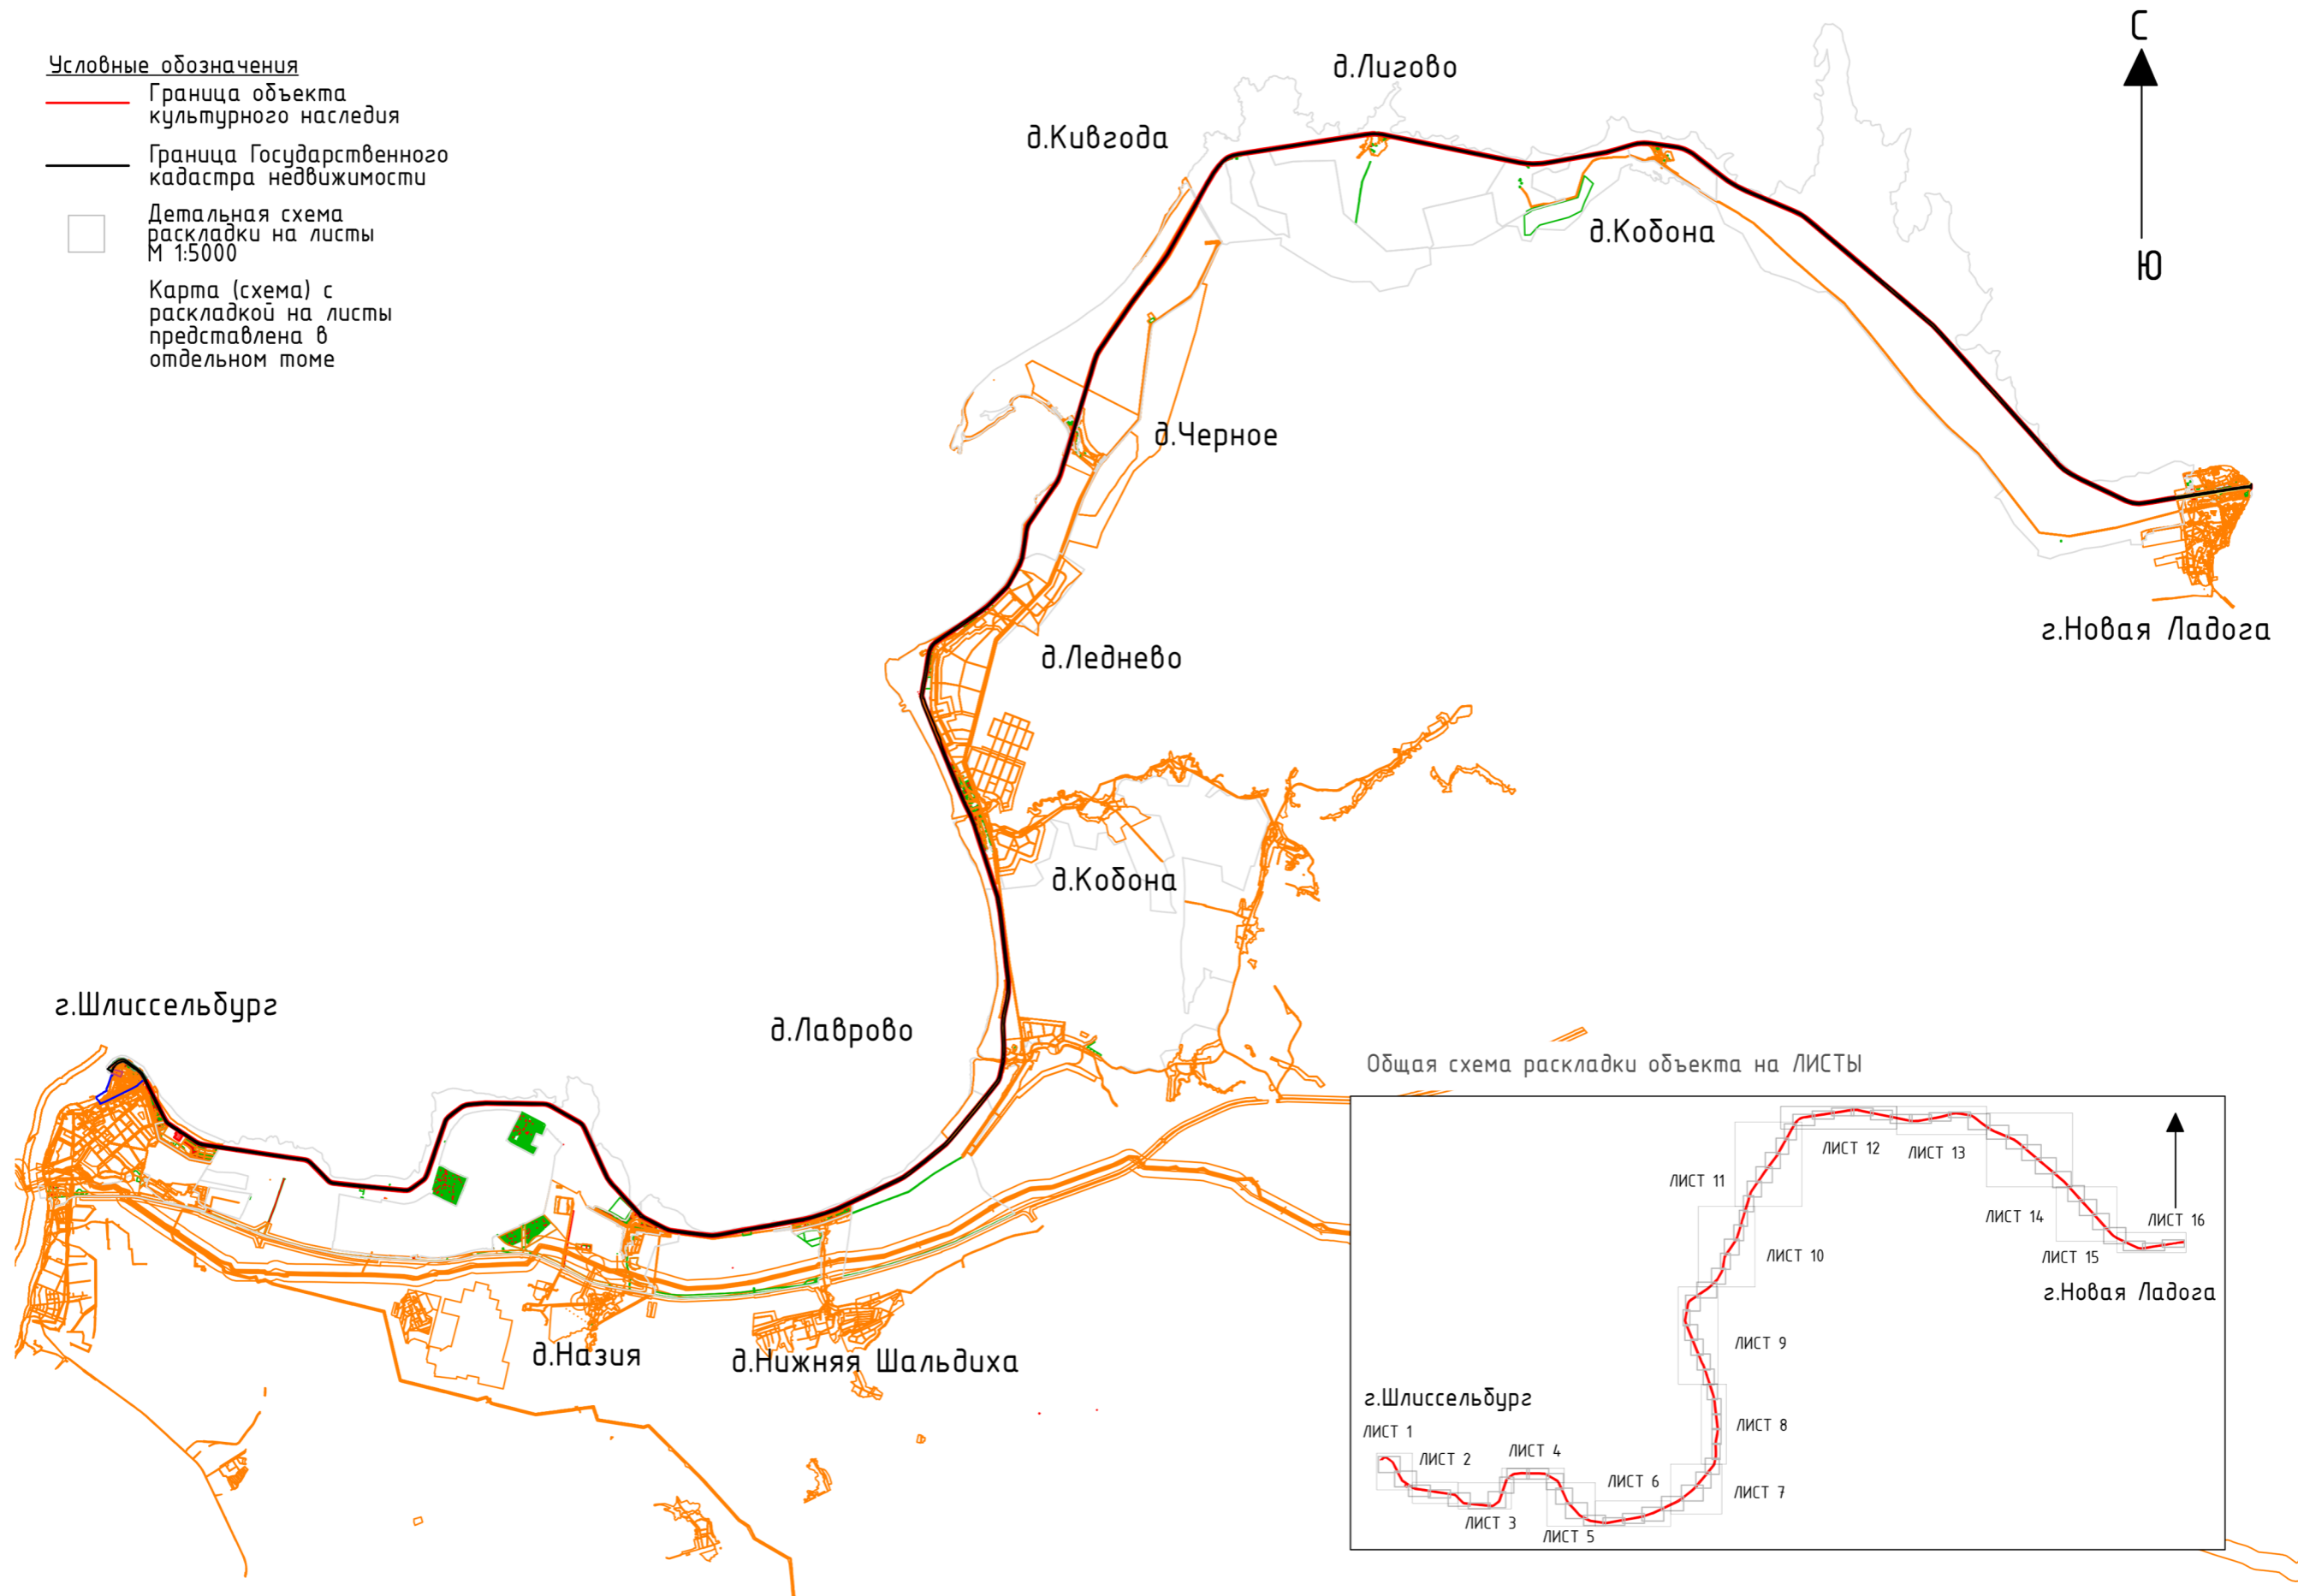 Условные обозначения
Граница объекта
культурного наследия
Граница Государственного
кадастра недвижимости
Детальная схема
раскладки на листы
М 1:5000
Карта (схема) с
раскладкой на листы
представлена в
отдельном томе
С
Ю
д.Лигово
д.Кивгода
д.Кобона
д.Черное
г.Новая Ладога
д.Леднево
д.Кобона
г.Шлиссельбург
д.Лаврово
д.Назия
д.Нижняя Шальдиха
Общая схема раскладки объекта на ЛИСТЫ
ЛИСТ 12
ЛИСТ 13
ЛИСТ 11
ЛИСТ 14
ЛИСТ 16
ЛИСТ 10
ЛИСТ 15
г.Новая Ладога
ЛИСТ 9
г.Шлиссельбург
ЛИСТ 8
ЛИСТ 1
ЛИСТ 2
ЛИСТ 4
ЛИСТ 6
ЛИСТ 7
ЛИСТ 3
ЛИСТ 5